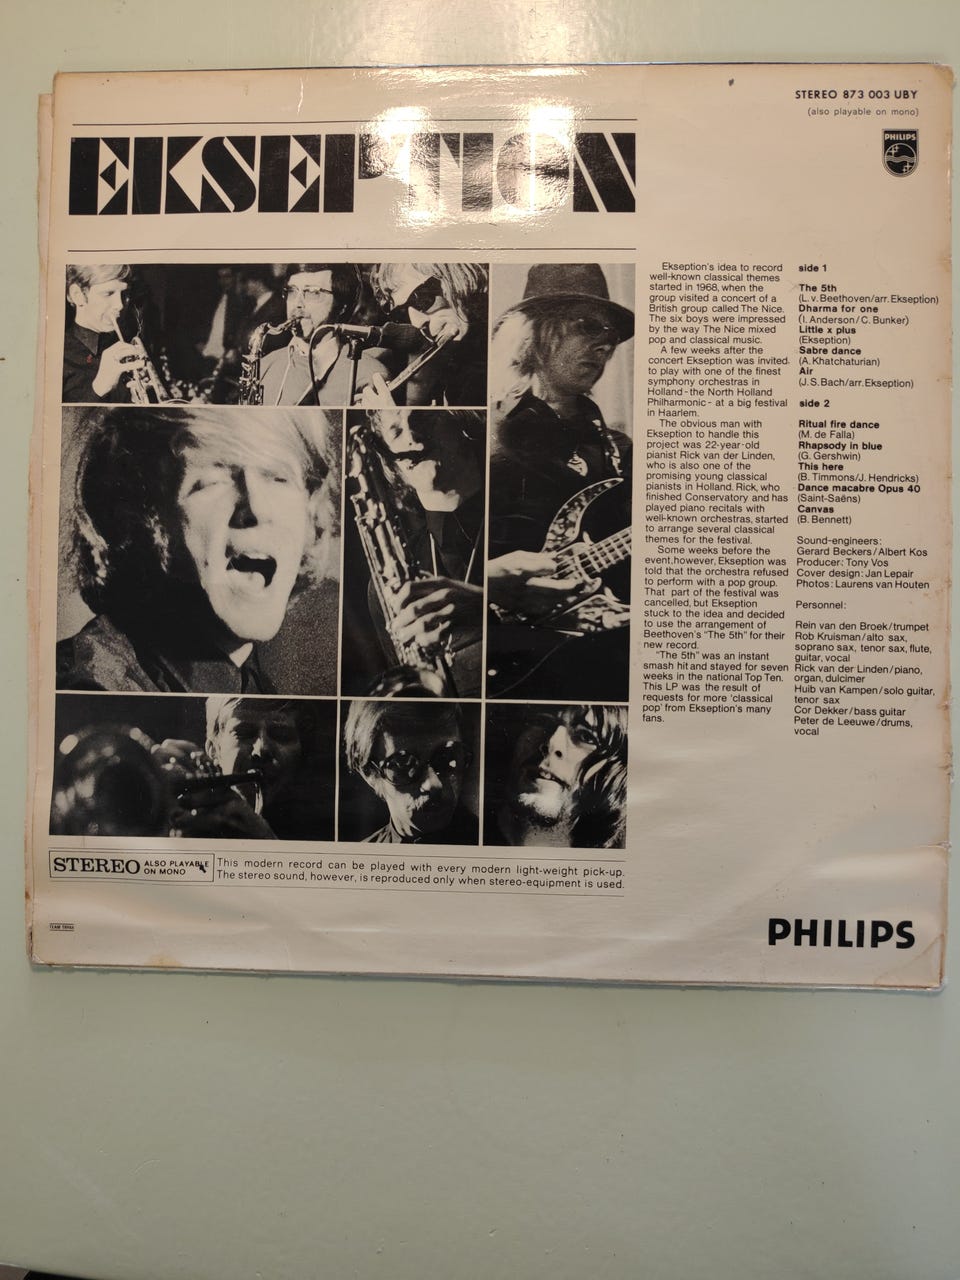 STEREO 873 003 UBY
(also playable on mono)
PHILIPS
EKSEPTION
Ekseption's idea to record
well-known classical themes
started in 1968, when the
group visited a concert of a
British group called The Nice.
The six boys were impressed
by the way The Nice mixed
pop and classical music.
A few weeks after the
concert Ekseption was invited
to play with one of the finest
symphony orchestras in
Holland - the North Holland
Philharmonic - at a big festival
in Haarlem.
The obvious man with
Ekseption to handle this
project was 22-year-old
pianist Rick van der Linden,
who is also one of the
promising young classical
pianists in Holland. Rick, who
finished Conservatory and has
played piano recitals with
well-known orchestras, started
to arrange several classical
themes for the festival.
Some weeks before the
event, however, Ekseption was
told that the orchestra refused
to perform with a pop group.
That part of the festival was
cancelled, but Ekseption
stuck to the idea and decided
to use the arrangement of
Beethoven's "The 5th" for their
new record.
"The 5th" was an instant
smash hit and stayed for seven
weeks in the national Top Ten.
This LP was the result of
requests for more 'classical
pop' from Ekseption's many
fans.
side 1
The 5th
(L. v. Beethoven/arr. Ekseption)
Dharma for one
(I. Anderson/C. Bunker)
Little x plus
(Ekseption)
Sabre dance
(A. Khatchaturian)
Air
(J.S. Bach/arr. Ekseption)
side 2
Ritual fire dance
(M. de Falla)
Rhapsody in blue
(G. Gershwin)
This here
(B. Timmons/J. Hendricks)
Dance macabre Opus 40
(Saint-Saëns)
Canvas
(B. Bennett)
Sound-engineers:
Gerard Beckers/Albert Kos
Producer: Tony Vos
Cover design: Jan Lepair
Photos: Laurens van Houten
Personnel:
Rein van den Broek/trumpet
Rob Kruisman/alto sax,
soprano sax, tenor sax, flute,
guitar, vocal
Rick van der Linden/piano,
organ, dulcimer
Huib van Kampen/solo guitar,
tenor sax
Cor Dekker/bass guitar
Peter de Leeuwe/drums,
vocal
STEREO ALSO PLAYABLE
ON MONO
This modern record can be played with every modern light-weight pick-up.
The stereo sound, however, is reproduced only when stereo-equipment is used.
PHILIPS